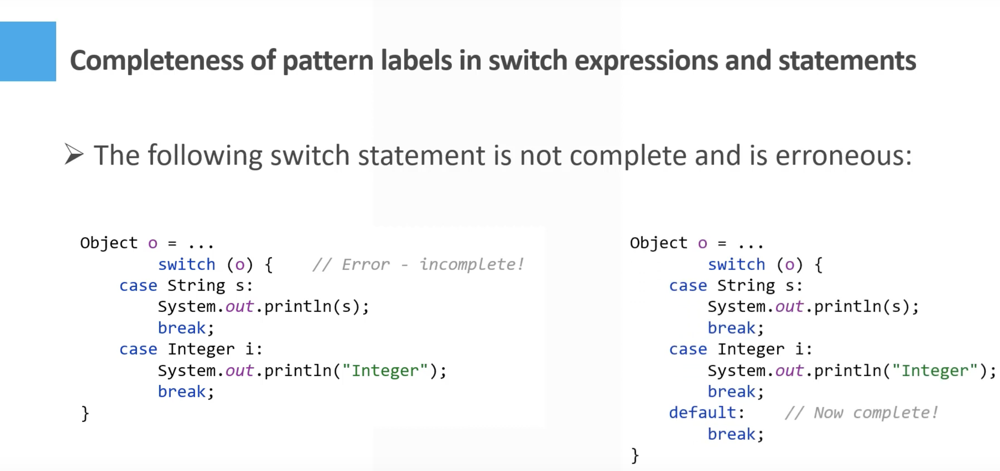 Completeness of pattern labels in switch expressions and statements
The following switch statement is not complete and is erroneous:
Object o = ...
switch (o) {    // Error - incomplete!
case String s:
System.out.println(s);
break;
case Integer i:
System.out.println("Integer");
break;
}
Object o = ...
switch (o) {
case String s:
System.out.println(s);
break;
case Integer i:
System.out.println("Integer");
break;
default:    // Now complete!
break;
}